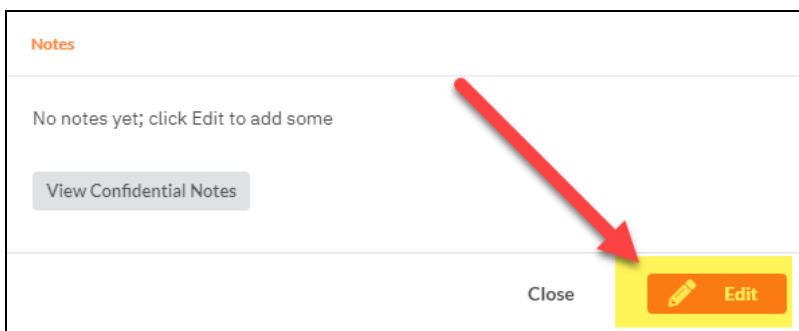 Notes
No notes yet; click Edit to add some
View Confidential Notes
Close
Edit